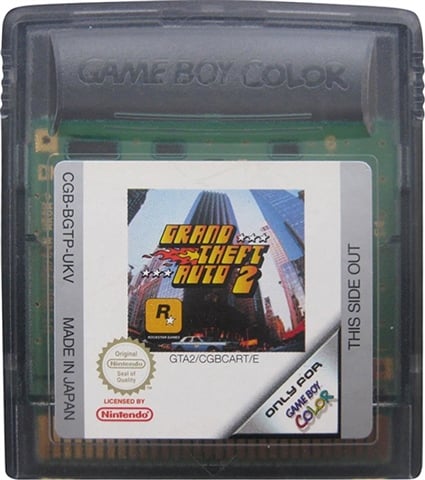 GAME BOY COLOR
CGB-BGTP-UKV
MADE IN JAPAN
GRAND
THEFT
AUTO 2
R
ROCKSTAR GAMES
GTA2/CGBCART/E
THIS SIDE OUT
Original
Nintendo
Seal of
Quality
LICENSED BY
Nintendo
ONLY FOR
GAME BOY
COLOR